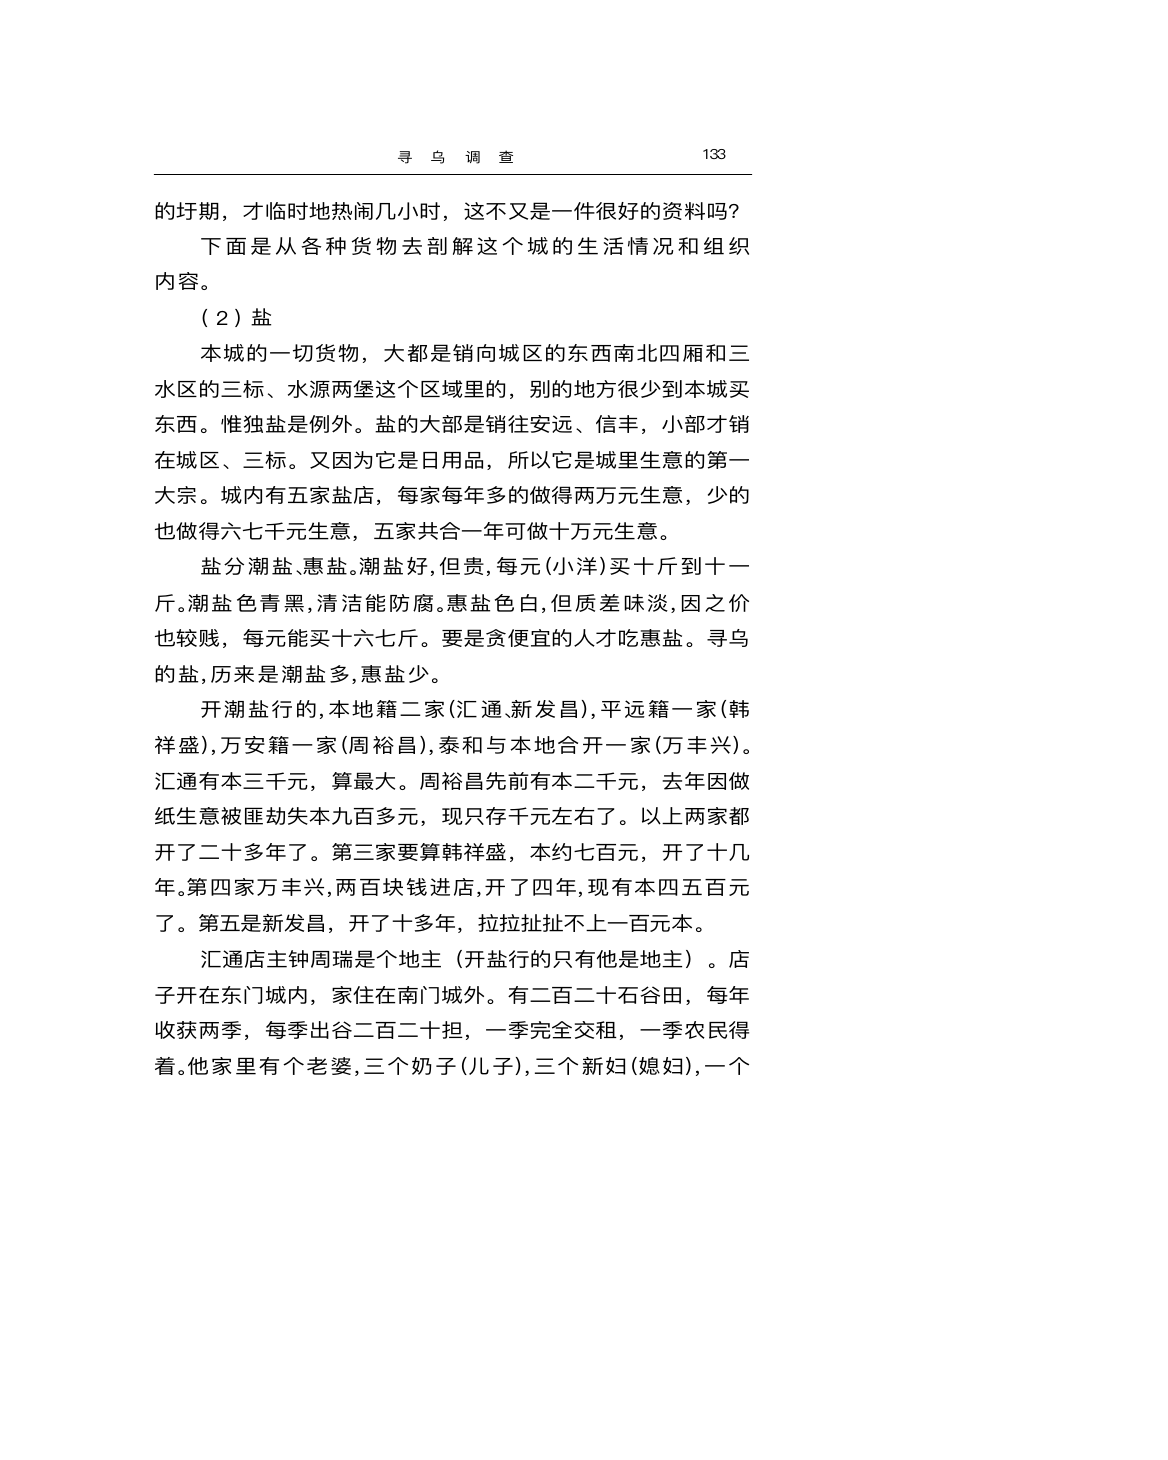 寻乌调查 133
的圩期，才临时地热闹几小时，这不又是一件很好的资料吗？
下面是从各种货物去剖解这个城的生活情况和组织
内容。
（2）盐
本城的一切货物，大都是销向城区的东西南北四厢和三
水区的三标、水源两堡这个区域里的，别的地方很少到本城买
东西。惟独盐是例外。盐的大部是销往安远、信丰，小部才销
在城区、三标。又因为它是日用品，所以它是城里生意的第一
大宗。城内有五家盐店，每家每年多的做得两万元生意，少的
也做得六七千元生意，五家共合一年可做十万元生意。
盐分潮盐、惠盐。潮盐好，但贵，每元(小洋)买十斤到十一
斤。潮盐色青黑，清洁能防腐。惠盐色白，但质差味淡，因之价
也较贱，每元能买十六七斤。要是贪便宜的人才吃惠盐。寻乌
的盐，历来是潮盐多，惠盐少。
开潮盐行的，本地籍二家(汇通、新发昌)，平远籍一家(韩
祥盛)，万安籍一家(周裕昌)，泰和与本地合开一家(万丰兴)。
汇通有本三千元，算最大。周裕昌先前有本二千元，去年因做
纸生意被匪劫失本九百多元，现只存千元左右了。以上两家都
开了二十多年了。第三家要算韩祥盛，本约七百元，开了十几
年。第四家万丰兴，两百块钱进店，开了四年，现有本四五百元
了。第五是新发昌，开了十多年，拉拉扯扯不上一百元本。
汇通店主钟周瑞是个地主（开盐行的只有他是地主）。店
子开在东门城内，家住在南门城外。有二百二十石谷田，每年
收获两季，每季出谷二百二十担，一季完全交租，一季农民得
着。他家里有个老婆，三个奶子(儿子)，三个新妇(媳妇)，一个